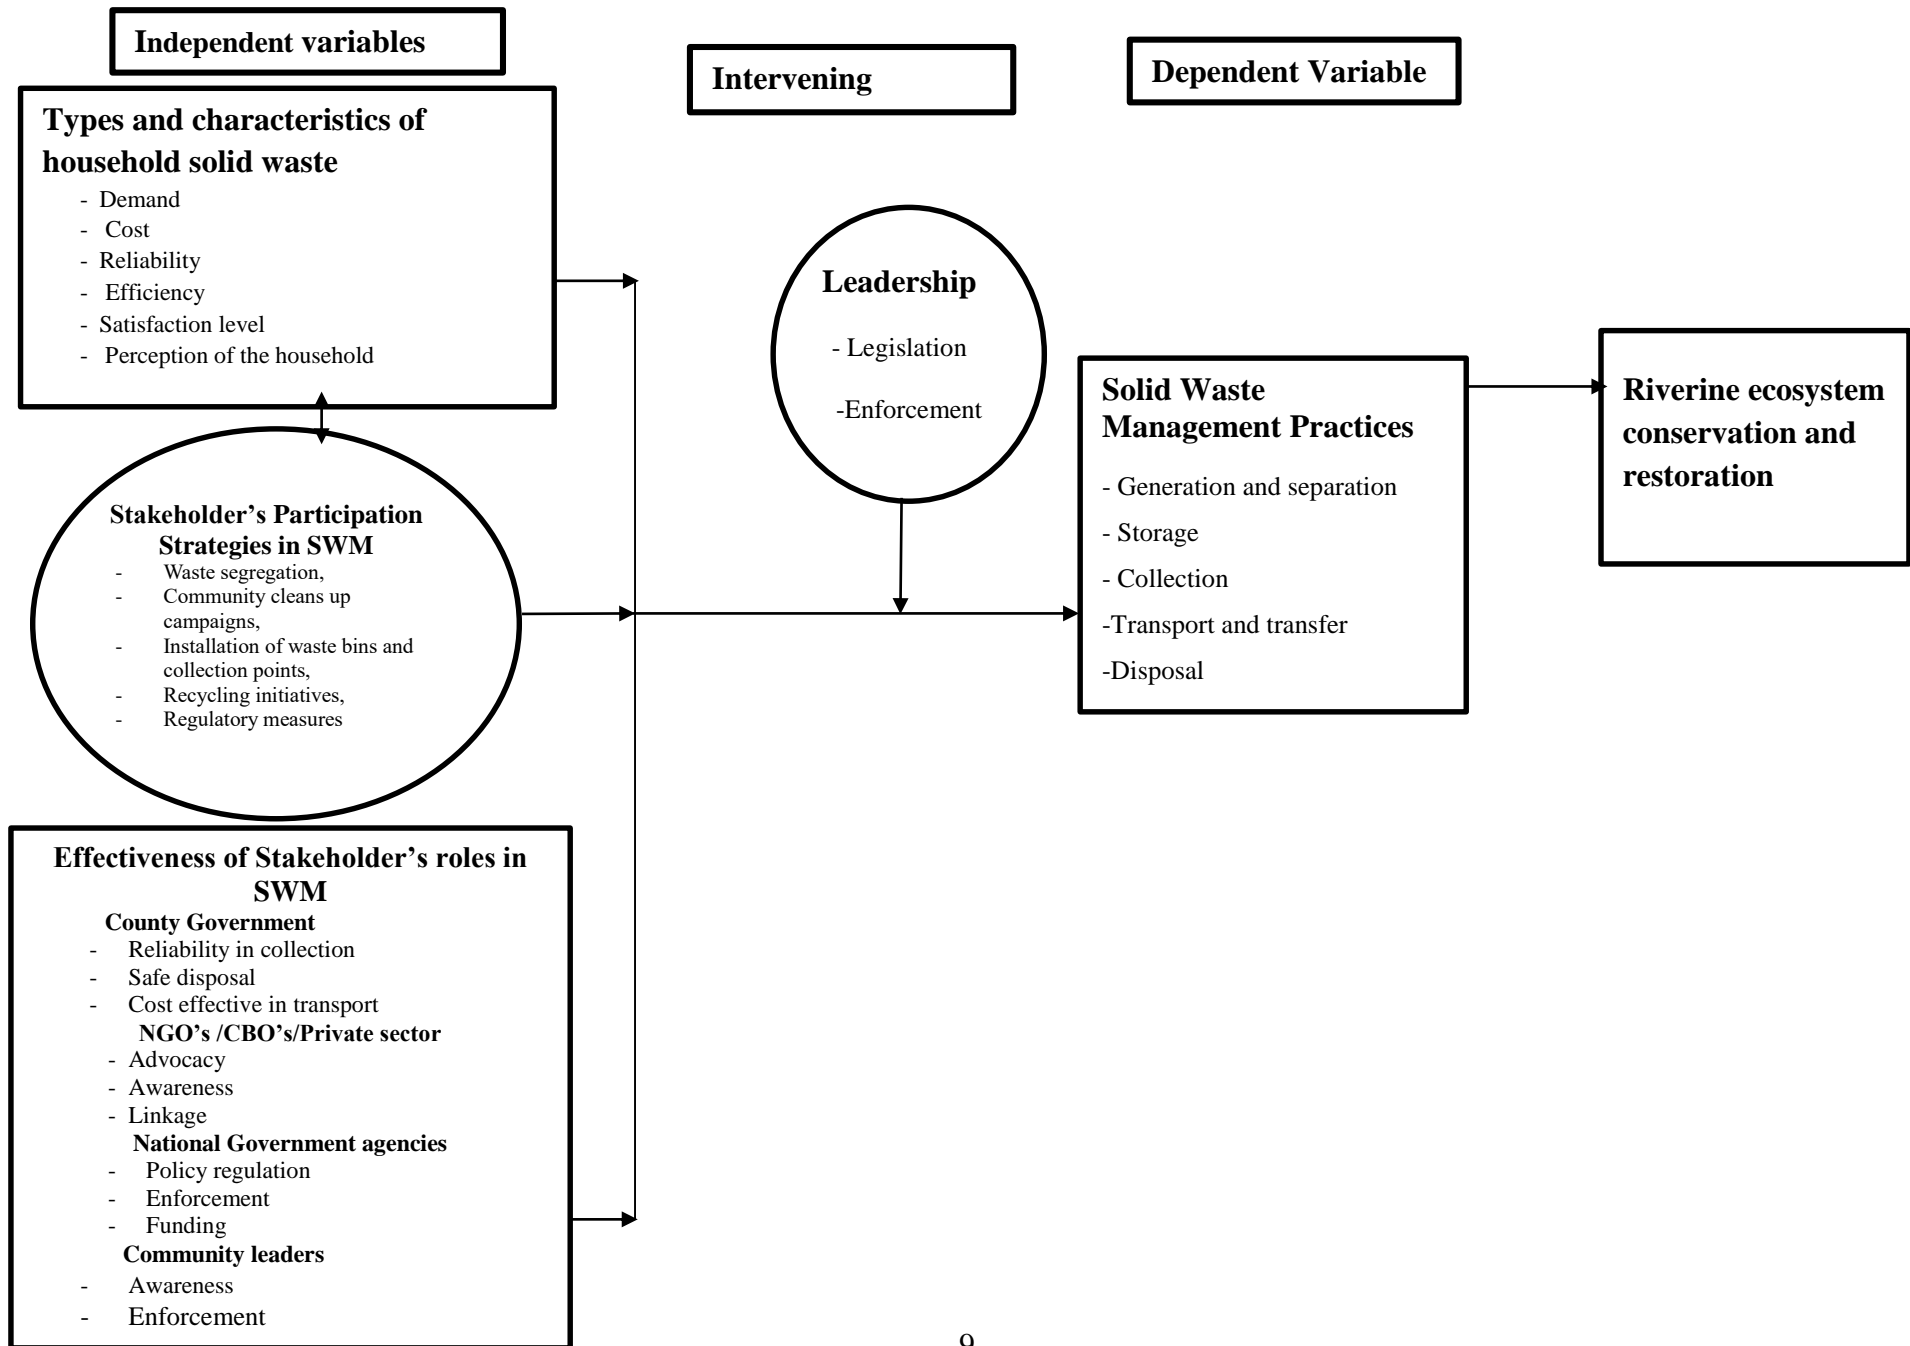 Independent variables
Intervening
Dependent Variable
Types and characteristics of
household solid waste
- Demand
- Cost
- Reliability
- Efficiency
- Satisfaction level
- Perception of the household
Stakeholder’s Participation
Strategies in SWM
- Waste segregation,
- Community cleans up
campaigns,
- Installation of waste bins and
collection points,
- Recycling initiatives,
- Regulatory measures
Effectiveness of Stakeholder’s roles in
SWM
County Government
- Reliability in collection
- Safe disposal
- Cost effective in transport
NGO’s /CBO’s/Private sector
- Advocacy
- Awareness
- Linkage
National Government agencies
- Policy regulation
- Enforcement
- Funding
Community leaders
- Awareness
- Enforcement
Leadership
- Legislation
-Enforcement
Solid Waste
Management Practices
- Generation and separation
- Storage
- Collection
-Transport and transfer
-Disposal
Riverine ecosystem
conservation and
restoration
9